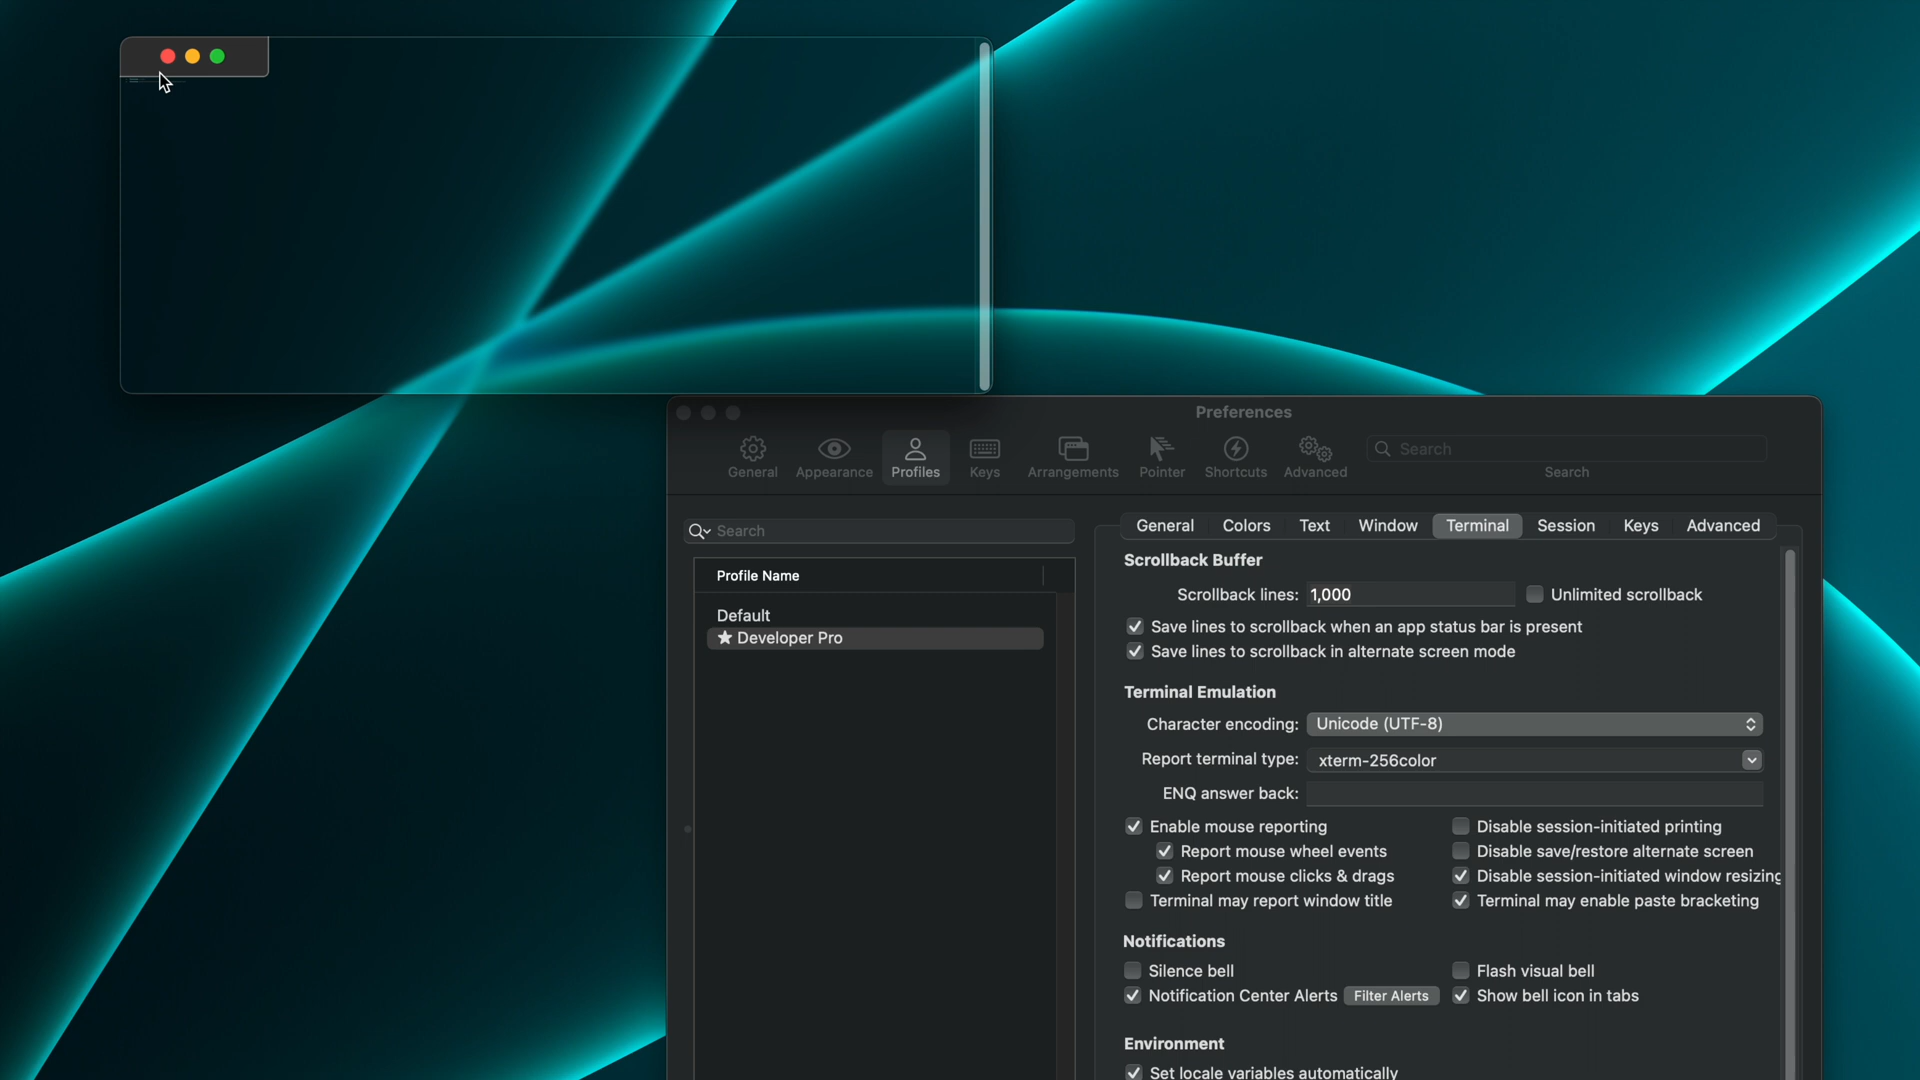 Preferences
General
Appearance
Profiles
Keys
Arrangements
Pointer
Shortcuts
Advanced
Search
Search
Search
Profile Name
Default
★ Developer Pro
General Colors Text Window Terminal Session Keys Advanced
Scrollback Buffer
Scrollback lines: 1,000 Unlimited scrollback
Save lines to scrollback when an app status bar is present
Save lines to scrollback in alternate screen mode
Terminal Emulation
Character encoding: Unicode (UTF-8)
Report terminal type: xterm-256color
ENQ answer back:
Enable mouse reporting
Disable session-initiated printing
Report mouse wheel events
Disable save/restore alternate screen
Report mouse clicks & drags
Disable session-initiated window resizing
Terminal may report window title
Terminal may enable paste bracketing
Notifications
Silence bell
Flash visual bell
Notification Center Alerts Filter Alerts
Show bell icon in tabs
Environment
Set locale variables automatically